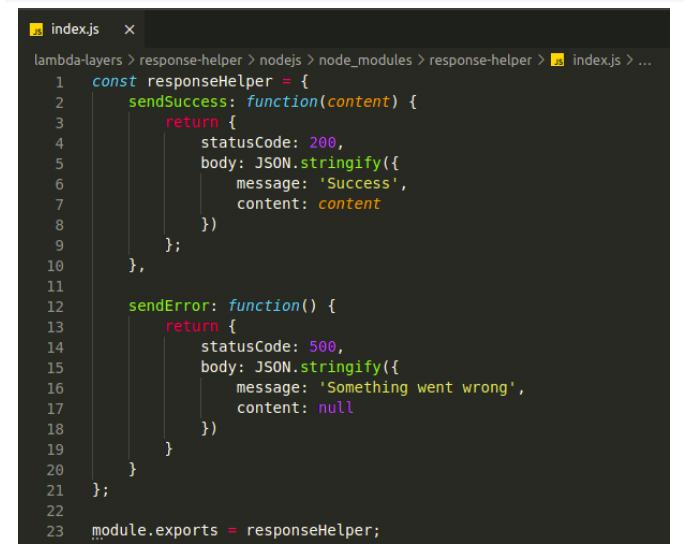 JS index.js ×
lambda-layers > response-helper > nodejs > node_modules > response-helper > JS index.js > ...
1 const responseHelper = {
2     sendSuccess: function(content) {
3         return {
4             statusCode: 200,
5             body: JSON.stringify({
6                 message: 'Success',
7                 content: content
8             })
9         };
10     },
11
12     sendError: function() {
13         return {
14             statusCode: 500,
15             body: JSON.stringify({
16                 message: 'Something went wrong',
17                 content: null
18             })
19         }
20     }
21 };
22
23 module.exports = responseHelper;